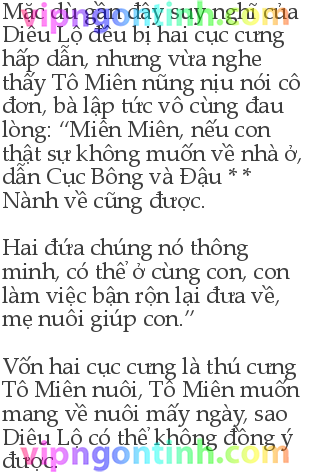 Mặc dù gần đây suy nghĩ của
Diêu Lộ đều bị hai cục cưng
hấp dẫn, nhưng vừa nghe
thấy Tô Miên nũng nịu nói cô
đơn, bà lập tức vô cùng đau
lòng: “Miên Miên, nếu con
thật sự không muốn về nhà ở,
dẫn Cục Bông và Đậu * *
Nành về cũng được.
Hai đứa chúng nó thông
minh, có thể ở cùng con, con
làm việc bận rộn lại đưa về,
mẹ nuôi giúp con.”
Vốn hai cục cưng là thú cưng
Tô Miên nuôi, Tô Miên muốn
mang về nuôi mấy ngày, sao
Diêu Lộ có thể không đồng ý
được.
vipngontinh.com
vipngontinh.com